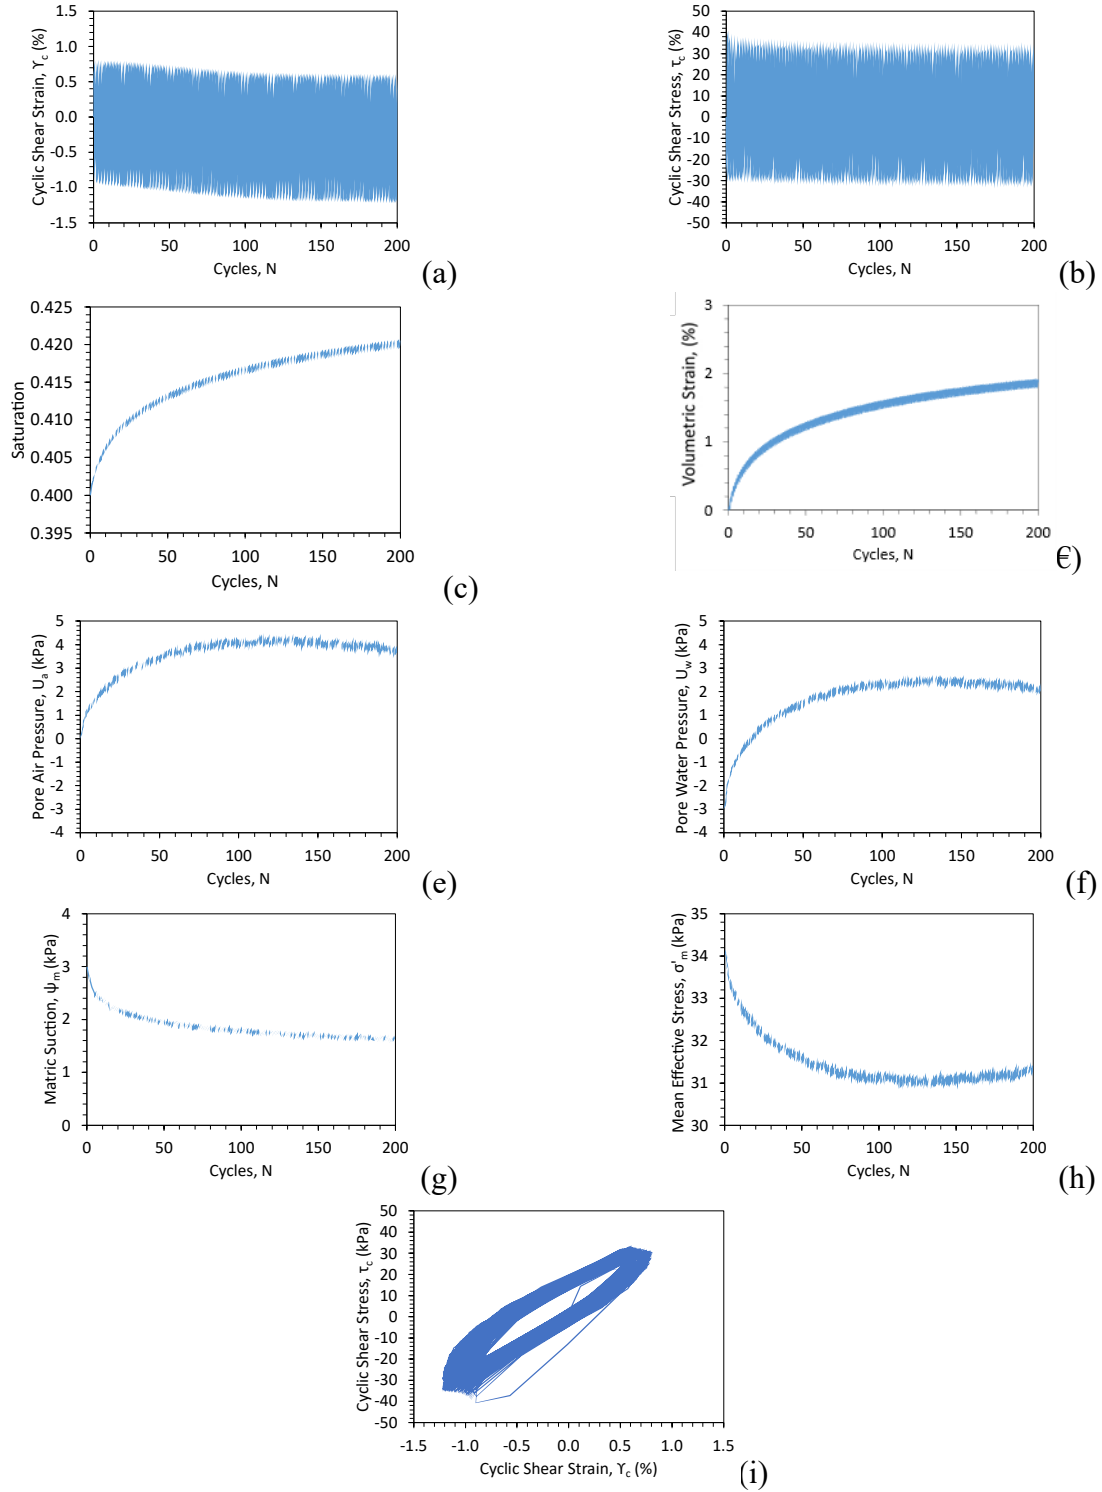 Cyclic Shear Strain, ϒc (%)
1.5
1.0
0.5
0.0
-0.5
-1.0
-1.5
0 50 100 150 200
Cycles, N
(a)
Cyclic Shear Stress, τc (%)
50
40
30
20
10
0
-10
-20
-30
-40
-50
0 50 100 150 200
Cycles, N
(b)
Saturation
0.425
0.420
0.415
0.410
0.405
0.400
0.395
0 50 100 150 200
Cycles, N
(c)
Volumetric Strain, (%)
3
2
1
0
0 50 100 150 200
Cycles, N
€)
Pore Air Pressure, Ua (kPa)
5
4
3
2
1
0
-1
-2
-3
-4
0 50 100 150 200
Cycles, N
(e)
Pore Water Pressure, Uw (kPa)
5
4
3
2
1
0
-1
-2
-3
-4
0 50 100 150 200
Cycles, N
(f)
Matric Suction, ψm (kPa)
4
3
2
1
0
0 50 100 150 200
Cycles, N
(g)
Mean Effective Stress, σ'm (kPa)
35
34
33
32
31
30
0 50 100 150 200
Cycles, N
(h)
Cyclic Shear Stress, τc (kPa)
50
40
30
20
10
0
-10
-20
-30
-40
-50
-1.5 -1.0 -0.5 0.0 0.5 1.0 1.5
Cyclic Shear Strain, ϒc (%)
(i)